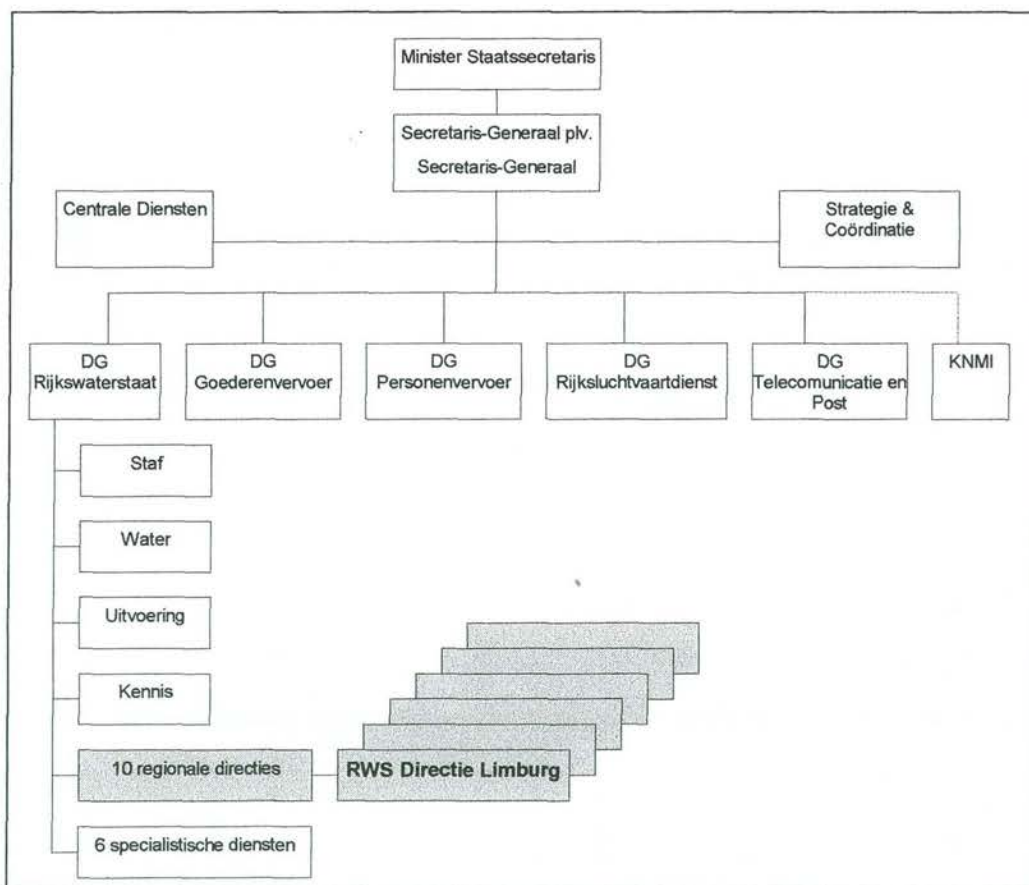 Minister Staatssecretaris
Secretaris-Generaal plv.
Secretaris-Generaal
Centrale Diensten
Strategie &
Coördinatie
DG
Rijkswaterstaat
DG
Goederenvervoer
DG
Personenvervoer
DG
Rijksluchtvaartdienst
DG
Telecomunicatie en
Post
KNMI
Staf
Water
Uitvoering
Kennis
10 regionale directies
RWS Directie Limburg
6 specialistische diensten